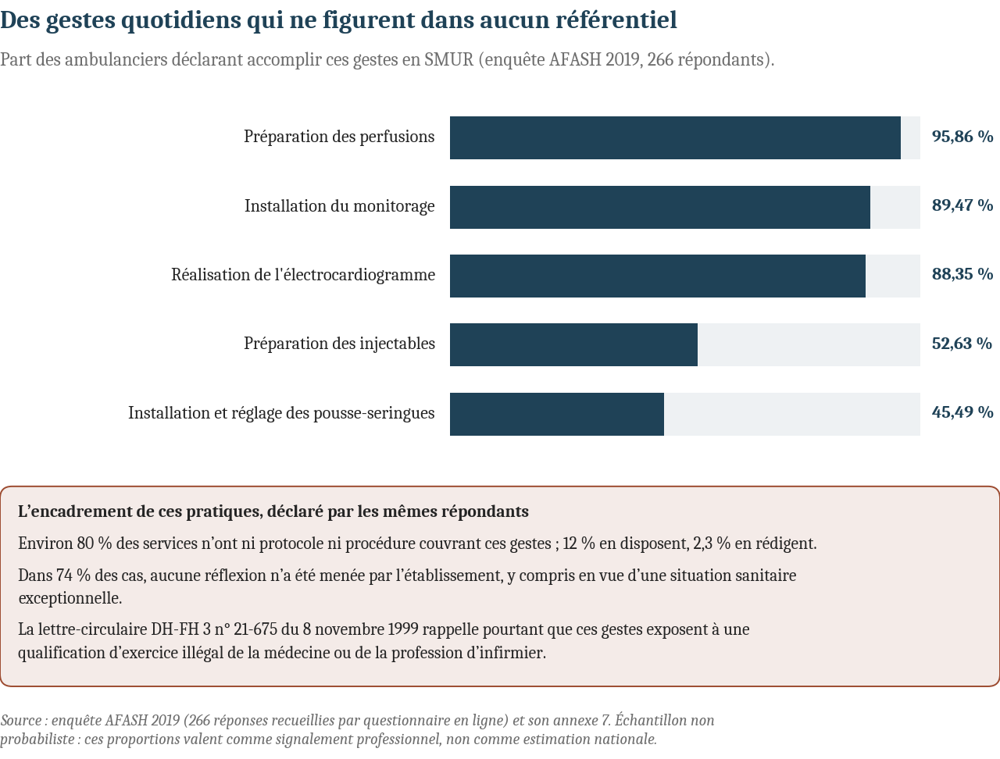 Des gestes quotidiens qui ne figurent dans aucun référentiel
Part des ambulanciers déclarant accomplir ces gestes en SMUR (enquête AFASH 2019, 266 répondants).
Préparation des perfusions 95,86 %
Installation du monitorage 89,47 %
Réalisation de l'électrocardiogramme 88,35 %
Préparation des injectables 52,63 %
Installation et réglage des pousse-seringues 45,49 %
L’encadrement de ces pratiques, déclaré par les mêmes répondants
Environ 80 % des services n’ont ni protocole ni procédure couvrant ces gestes ; 12 % en disposent, 2,3 % en rédigent.
Dans 74 % des cas, aucune réflexion n’a été menée par l’établissement, y compris en vue d’une situation sanitaire
exceptionnelle.
La lettre-circulaire DH-FH 3 n° 21-675 du 8 novembre 1999 rappelle pourtant que ces gestes exposent à une
qualification d’exercice illégal de la médecine ou de la profession d’infirmier.
Source : enquête AFASH 2019 (266 réponses recueillies par questionnaire en ligne) et son annexe 7. Échantillon non
probabiliste : ces proportions valent comme signalement professionnel, non comme estimation nationale.